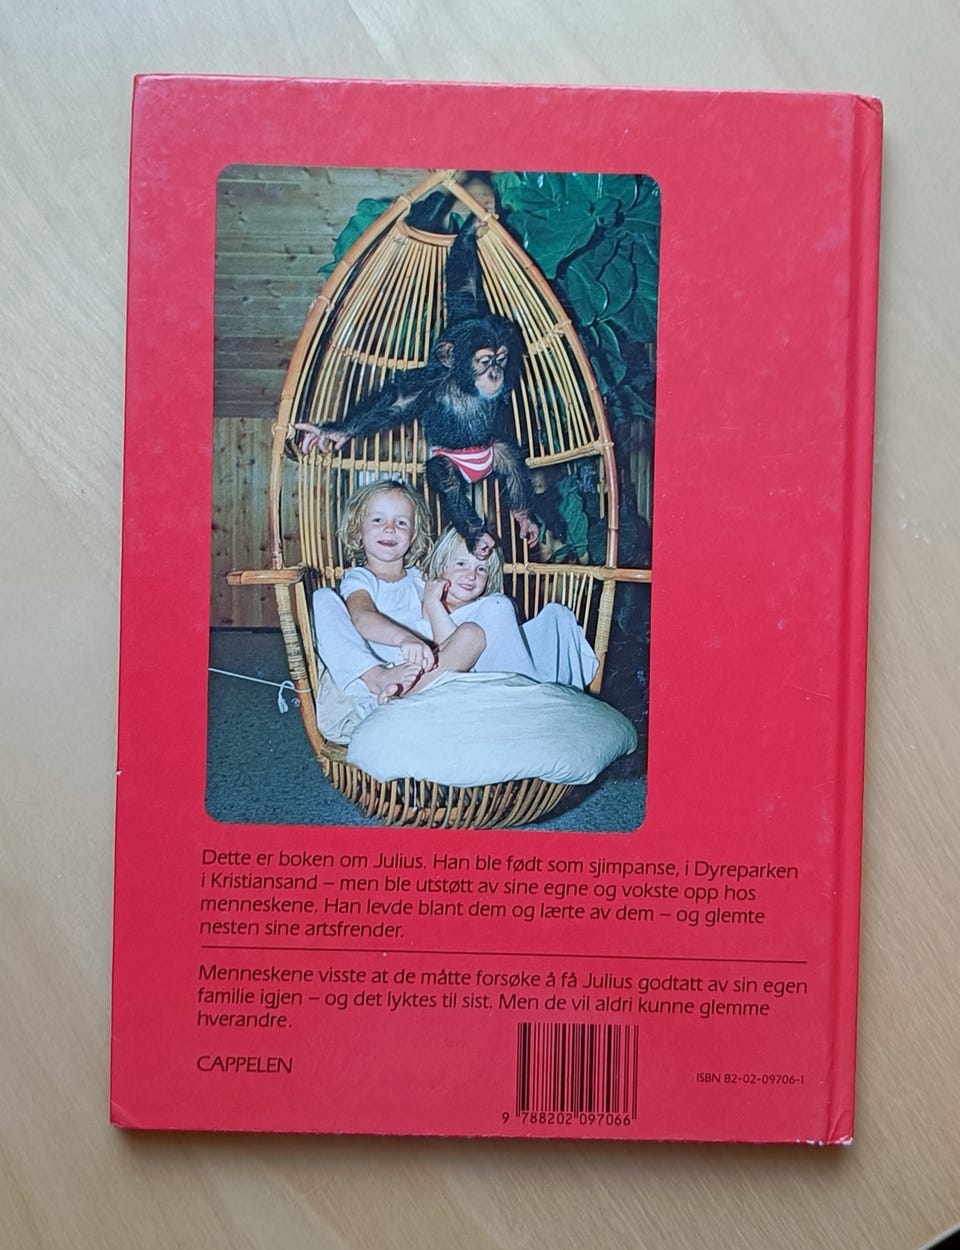 Dette er boken om Julius. Han ble født som sjimpanse, i Dyreparken
i Kristiansand – men ble utstøtt av sine egne og vokste opp hos
menneskene. Han levde blant dem og lærte av dem – og glemte
nesten sine artsfrender.
Menneskene visste at de måtte forsøke å få Julius godtatt av sin egen
familie igjen – og det lyktes til sist. Men de vil aldri kunne glemme
hverandre.
CAPPELEN
ISBN 82-02-09706-1
9 788202 097066